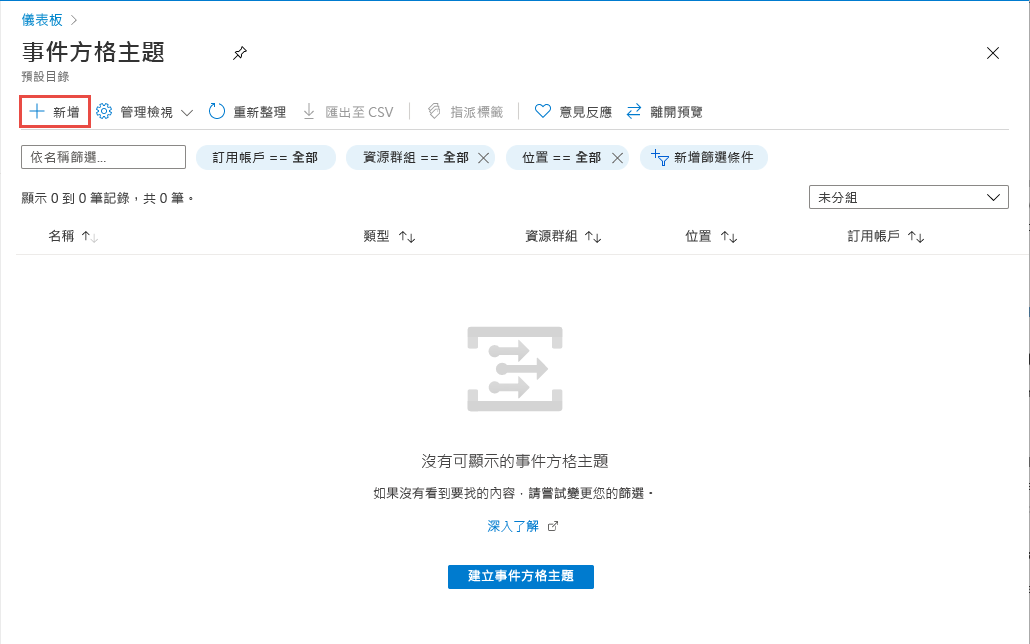 儀表板
事件方格主題
預設目錄
新增 管理檢視 重新整理 匯出至 CSV 指派標籤 意見反應 離開預覽
依名稱篩選... 訂用帳戶 == 全部 資源群組 == 全部 位置 == 全部 新增篩選條件
顯示 0 到 0 筆記錄，共 0 筆。 未分組
名稱 類型 資源群組 位置 訂用帳戶
沒有可顯示的事件方格主題
如果沒有看到要找的內容，請嘗試變更您的篩選。
深入了解
建立事件方格主題